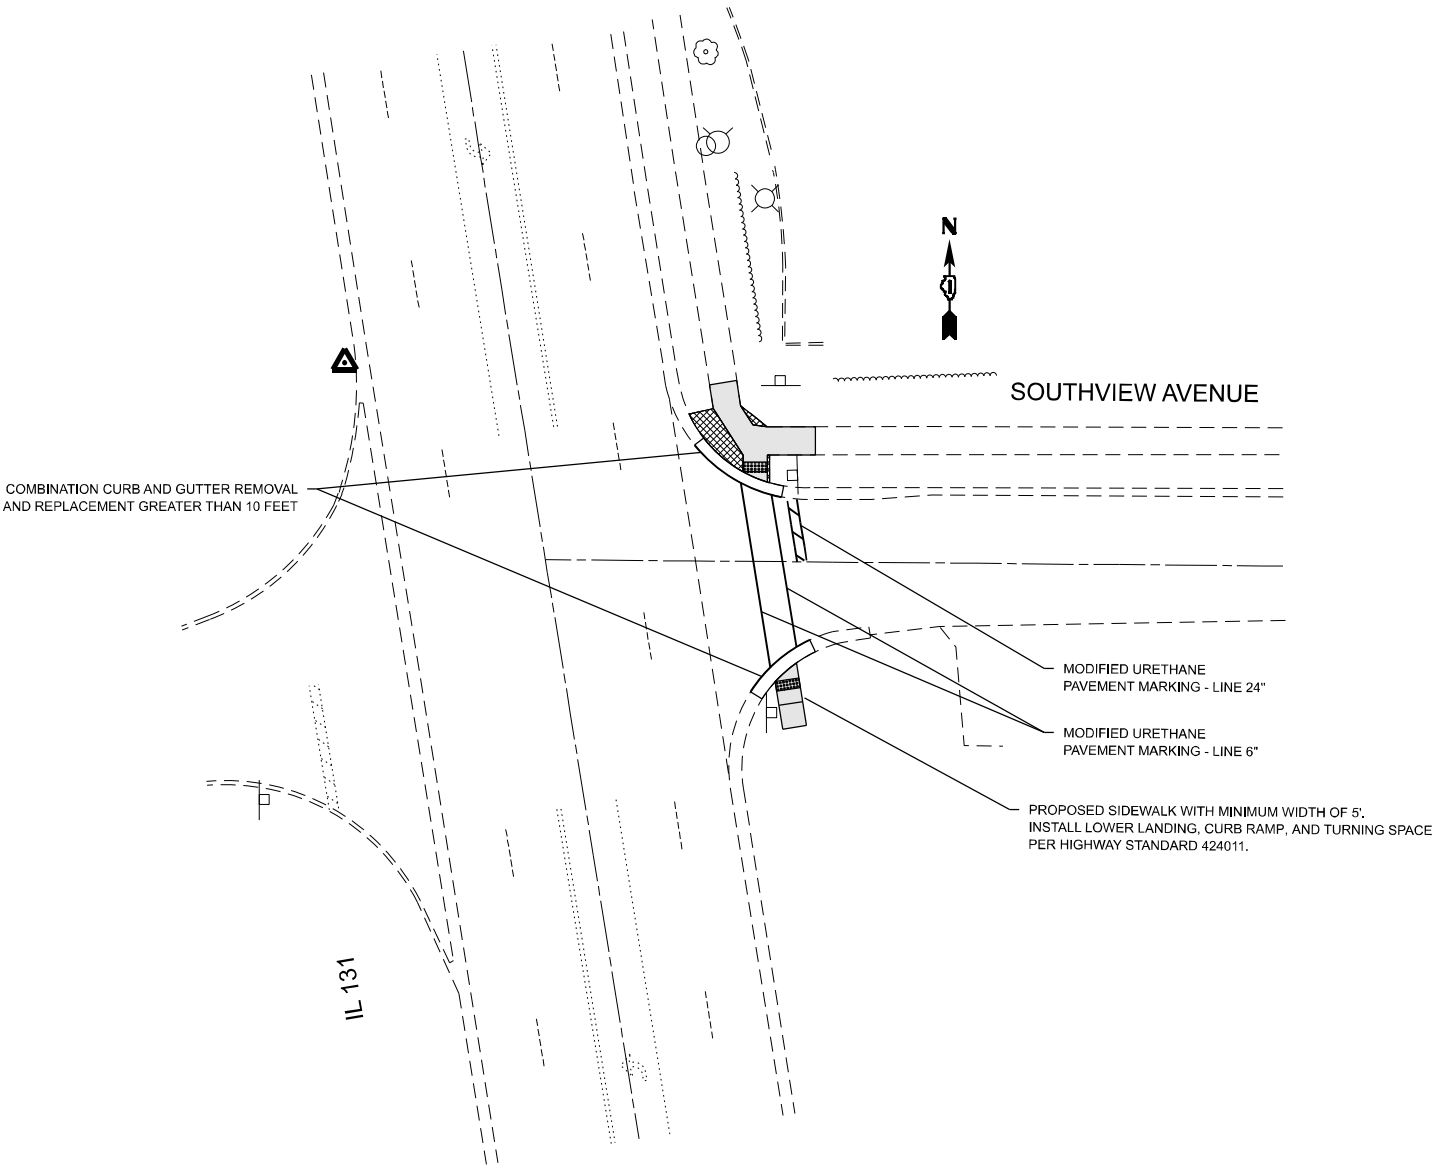 N
SOUTHVIEW AVENUE
COMBINATION CURB AND GUTTER REMOVAL
AND REPLACEMENT GREATER THAN 10 FEET
MODIFIED URETHANE
PAVEMENT MARKING - LINE 24"
MODIFIED URETHANE
PAVEMENT MARKING - LINE 6"
PROPOSED SIDEWALK WITH MINIMUM WIDTH OF 5'.
INSTALL LOWER LANDING, CURB RAMP, AND TURNING SPACE
PER HIGHWAY STANDARD 424011.
IL 131